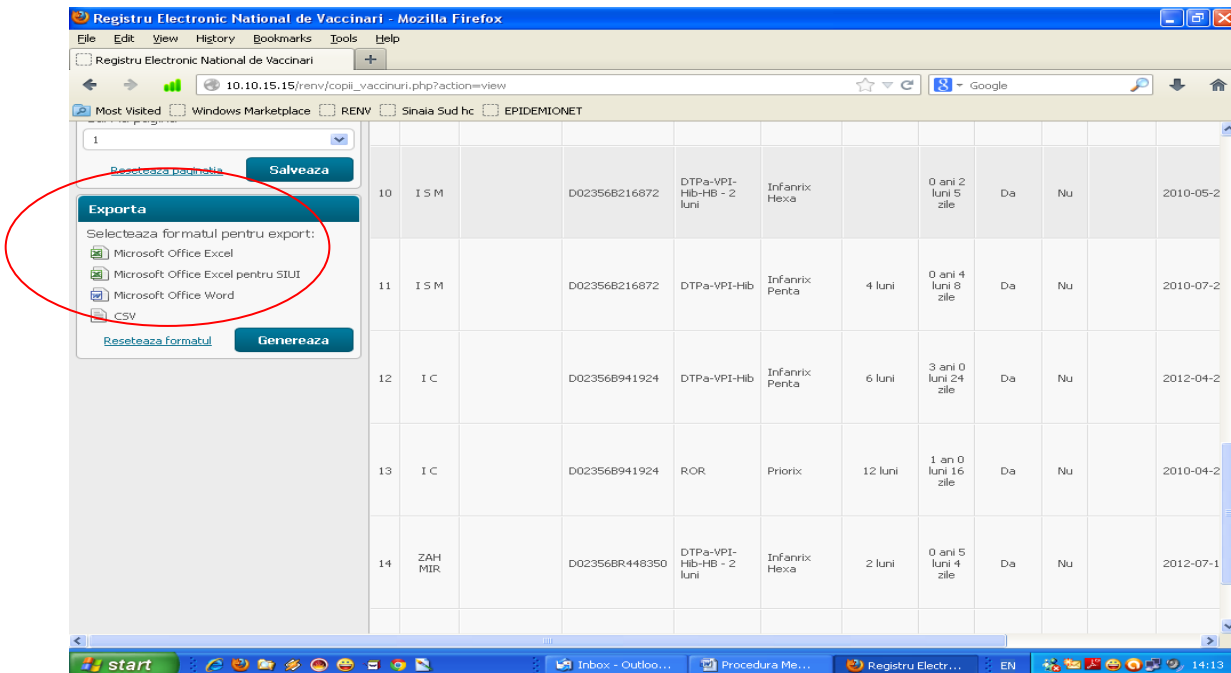 Registru Electronic National de Vaccinari - Mozilla Firefox
File Edit View History Bookmarks Tools Help
Registru Electronic National de Vaccinari +
10.10.15.15/renv/copii_vaccinuri.php?action=view Google
Most Visited Windows Marketplace RENV Sinaia Sud hc EPIDEMIONET
1
Reseteaza paginatia Salveaza
Exporta
Selecteaza formatul pentru export:
Microsoft Office Excel
Microsoft Office Excel pentru SIUI
Microsoft Office Word
CSV
Reseteaza formatul Genereaza
10 I S M D02356B216872 DTPa-VPI-Hib-HB - 2 luni Infanrix Hexa 0 ani 2 luni 5 zile Da Nu 2010-05-2
11 I S M D02356B216872 DTPa-VPI-Hib Infanrix Penta 4 luni 0 ani 4 luni 8 zile Da Nu 2010-07-2
12 I C D02356B941924 DTPa-VPI-Hib Infanrix Penta 6 luni 3 ani 0 luni 24 zile Da Nu 2012-04-2
13 I C D02356B941924 ROR Priorix 12 luni 1 an 0 luni 16 zile Da Nu 2010-04-2
14 ZAH MIR D02356BR448350 DTPa-VPI-Hib-HB - 2 luni Infanrix Hexa 2 luni 0 ani 5 luni 4 zile Da Nu 2012-07-1
start Inbox - Outloo... Procedura Me... Registru Electr... EN 14:13